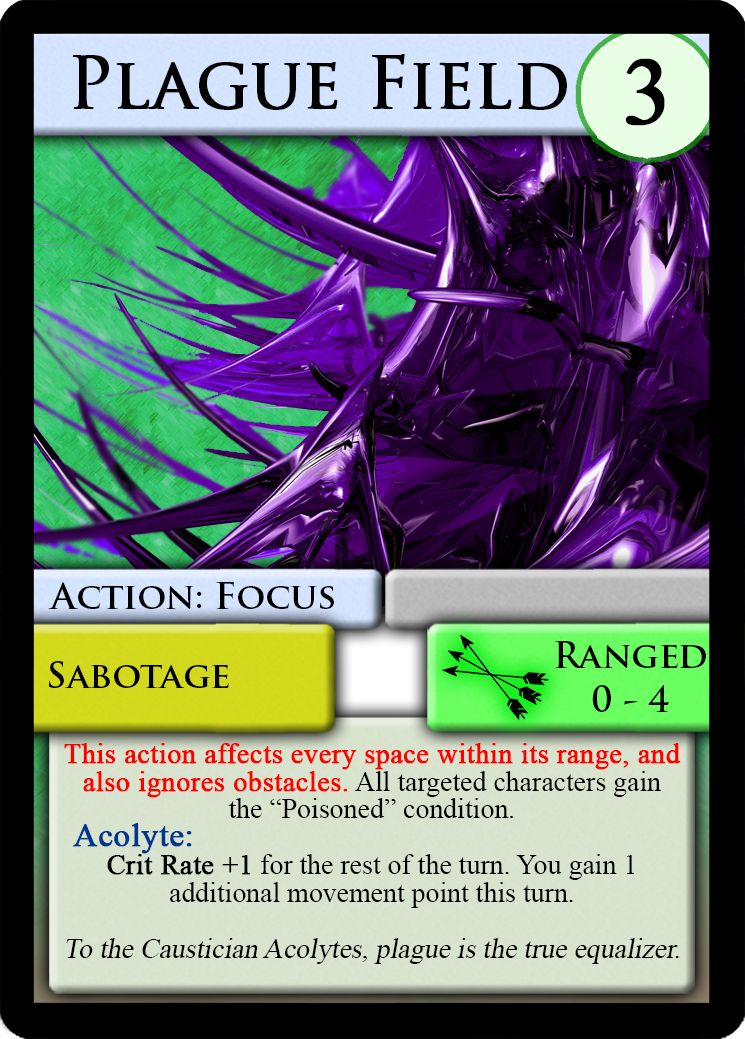 Plague Field
3
Action: Focus
Sabotage
Ranged
0 - 4
This action affects every space within its range, and
also ignores obstacles. All targeted characters gain
the “Poisoned” condition.
Acolyte:
Crit Rate +1 for the rest of the turn. You gain 1
additional movement point this turn.
To the Caustician Acolytes, plague is the true equalizer.